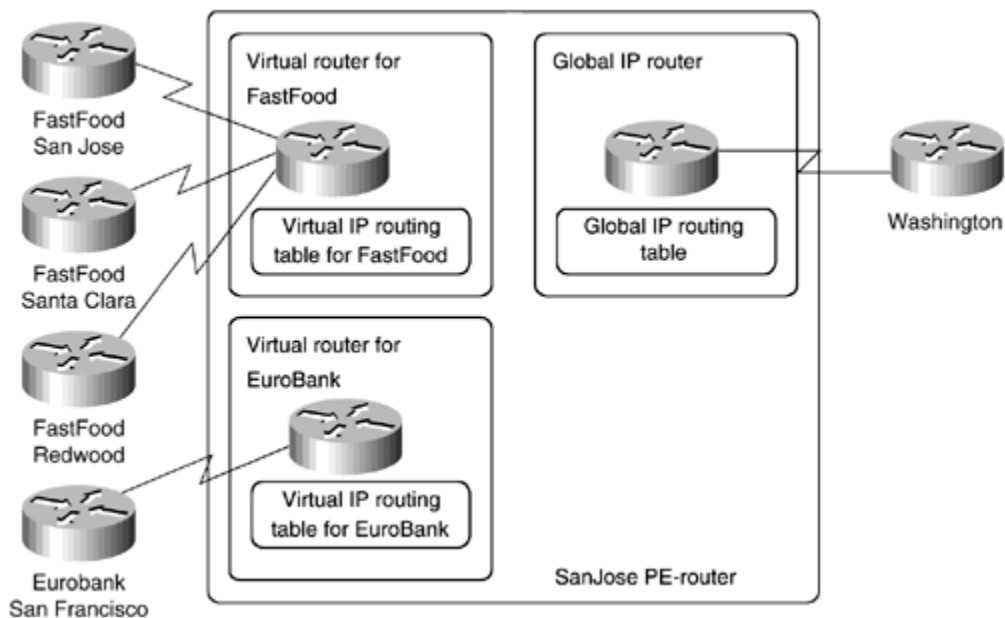 FastFood
San Jose
FastFood
Santa Clara
FastFood
Redwood
Eurobank
San Francisco
Virtual router for
FastFood
Virtual IP routing
table for FastFood
Virtual router for
EuroBank
Virtual IP routing
table for EuroBank
Global IP router
Global IP routing
table
SanJose PE-router
Washington